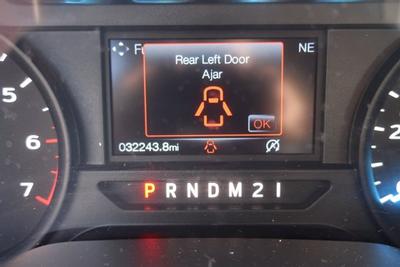 F
NE
Rear Left Door
Ajar
OK
032243.8mi
5
6
7
P R N D M 2 1